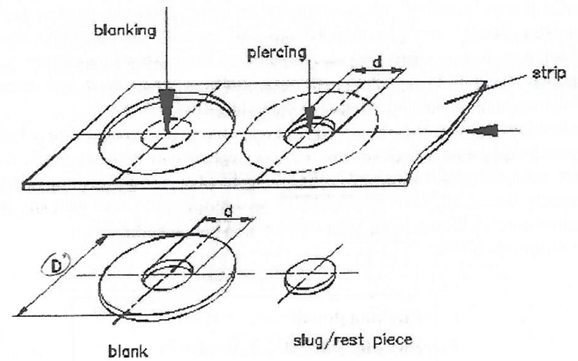 blanking
piercing
d
strip
d
D'
blank
slug/rest piece